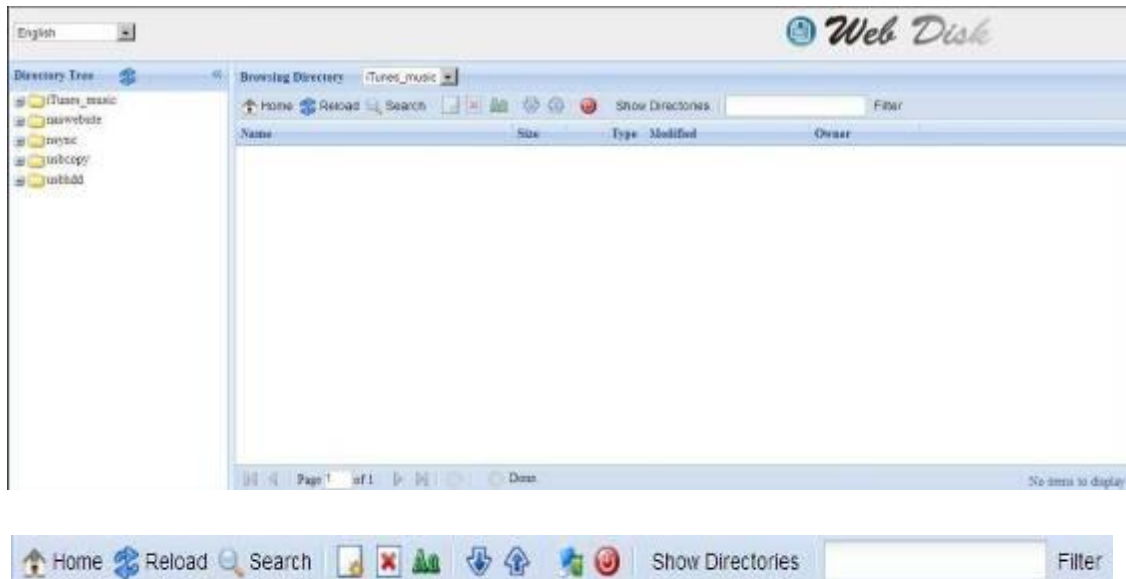 English
Web Disk
Directory Tree
Browsing Directory iTunes_music
iTunes_music
naswebsite
nsync
usbcopy
usbhdd
Home Reload Search Show Directories Filter
Name Size Type Modified Owner
Page 1 of 1 Done
No items to display
Home Reload Search Aa Show Directories Filter